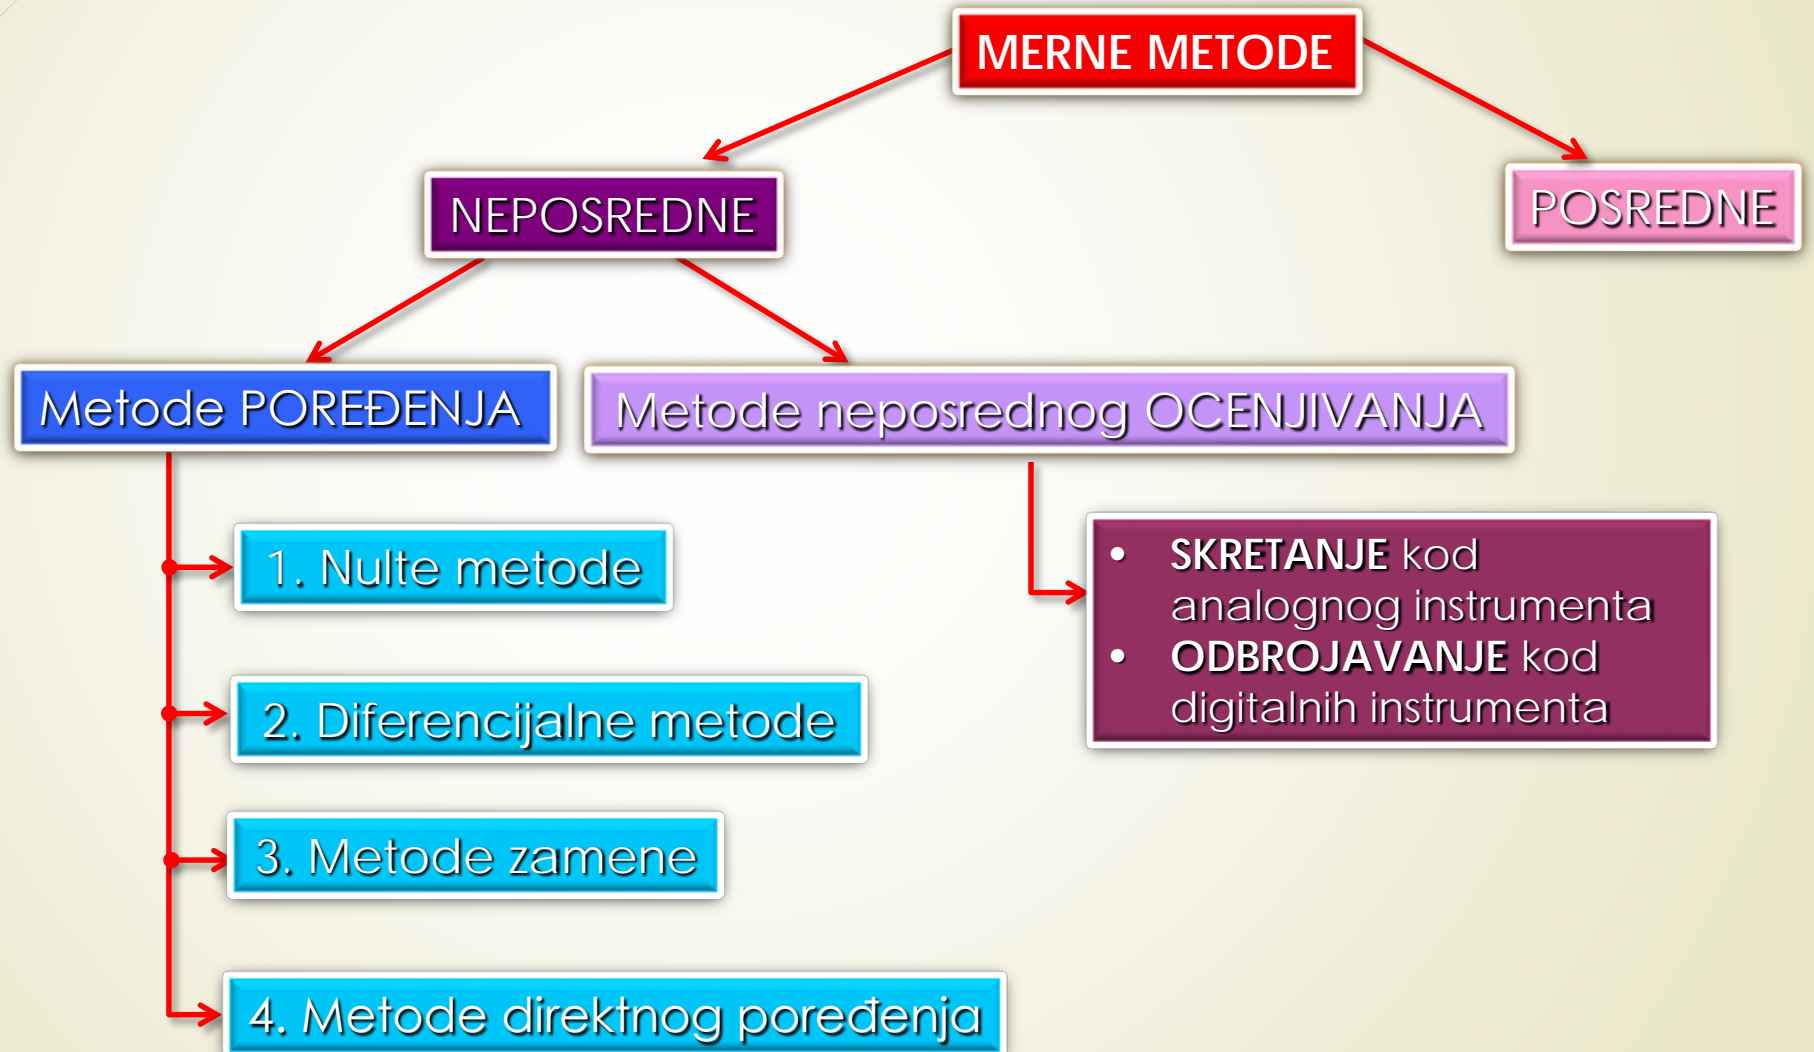 MERNE METODE
NEPOSREDNE
POSREDNE
Metode POREĐENJA
Metode neposrednog OCENJIVANJA
1. Nulte metode
2. Diferencijalne metode
3. Metode zamene
4. Metode direktnog poređenja
• SKRETANJE kod
analognog instrumenta
• ODBROJAVANJE kod
digitalnih instrumenta